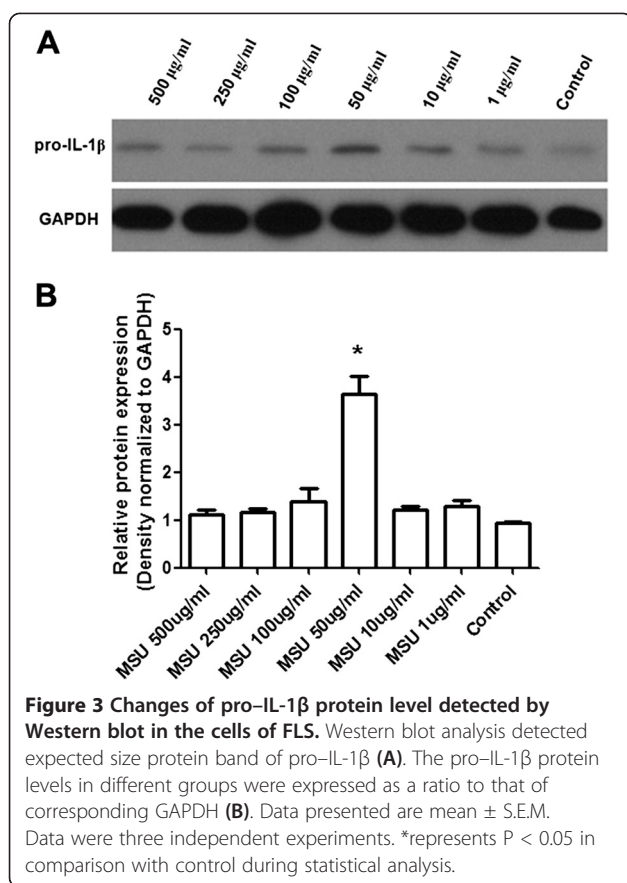 A
500 µg/ml
250 µg/ml
100 µg/ml
50 µg/ml
10 µg/ml
1 µg/ml
Control
pro-IL-1β
GAPDH
B
Relative protein expression
(Density normalized to GAPDH)
5
4
3
2
1
0
*
MSU 500ug/ml
MSU 250ug/ml
MSU 100ug/ml
MSU 50ug/ml
MSU 10ug/ml
MSU 1ug/ml
Control
Figure 3 Changes of pro–IL-1β protein level detected by
Western blot in the cells of FLS. Western blot analysis detected
expected size protein band of pro–IL-1β (A). The pro–IL-1β protein
levels in different groups were expressed as a ratio to that of
corresponding GAPDH (B). Data presented are mean ± S.E.M.
Data were three independent experiments. *represents P < 0.05 in
comparison with control during statistical analysis.